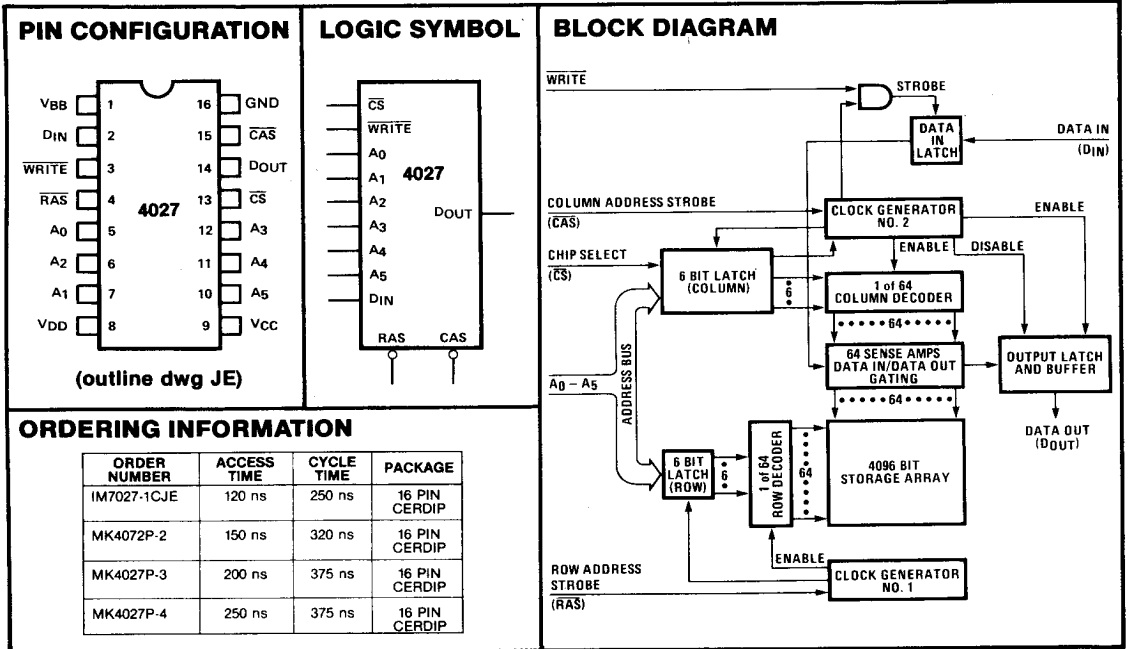 PIN CONFIGURATION
VBB 1
DIN 2
WRITE 3
RAS 4
A0 5
A2 6
A1 7
VDD 8
4027
16 GND
15 CAS
14 DOUT
13 CS
12 A3
11 A4
10 A5
9 VCC
(outline dwg JE)
LOGIC SYMBOL
CS
WRITE
A0
A1
A2
A3
A4
A5
DIN
4027
DOUT
RAS CAS
BLOCK DIAGRAM
WRITE
STROBE
DATA
IN
LATCH
DATA IN
(DIN)
COLUMN ADDRESS STROBE
(CAS)
CLOCK GENERATOR
NO. 2
ENABLE
ENABLE DISABLE
CHIP SELECT
(CS)
6 BIT LATCH
(COLUMN)
6
1 of 64
COLUMN DECODER
64
64 SENSE AMPS
DATA IN/DATA OUT
GATING
64
OUTPUT LATCH
AND BUFFER
DATA OUT
(DOUT)
A0 – A5
ADDRESS BUS
6 BIT
LATCH
(ROW)
6
1 of 64
ROW DECODER
64
4096 BIT
STORAGE ARRAY
ENABLE
ROW ADDRESS
STROBE
(RAS)
CLOCK GENERATOR
NO. 1
ORDERING INFORMATION
ORDER NUMBER ACCESS TIME CYCLE TIME PACKAGE
IM7027-1CJE 120 ns 250 ns 16 PIN CERDIP
MK4072P-2 150 ns 320 ns 16 PIN CERDIP
MK4027P-3 200 ns 375 ns 16 PIN CERDIP
MK4027P-4 250 ns 375 ns 16 PIN CERDIP